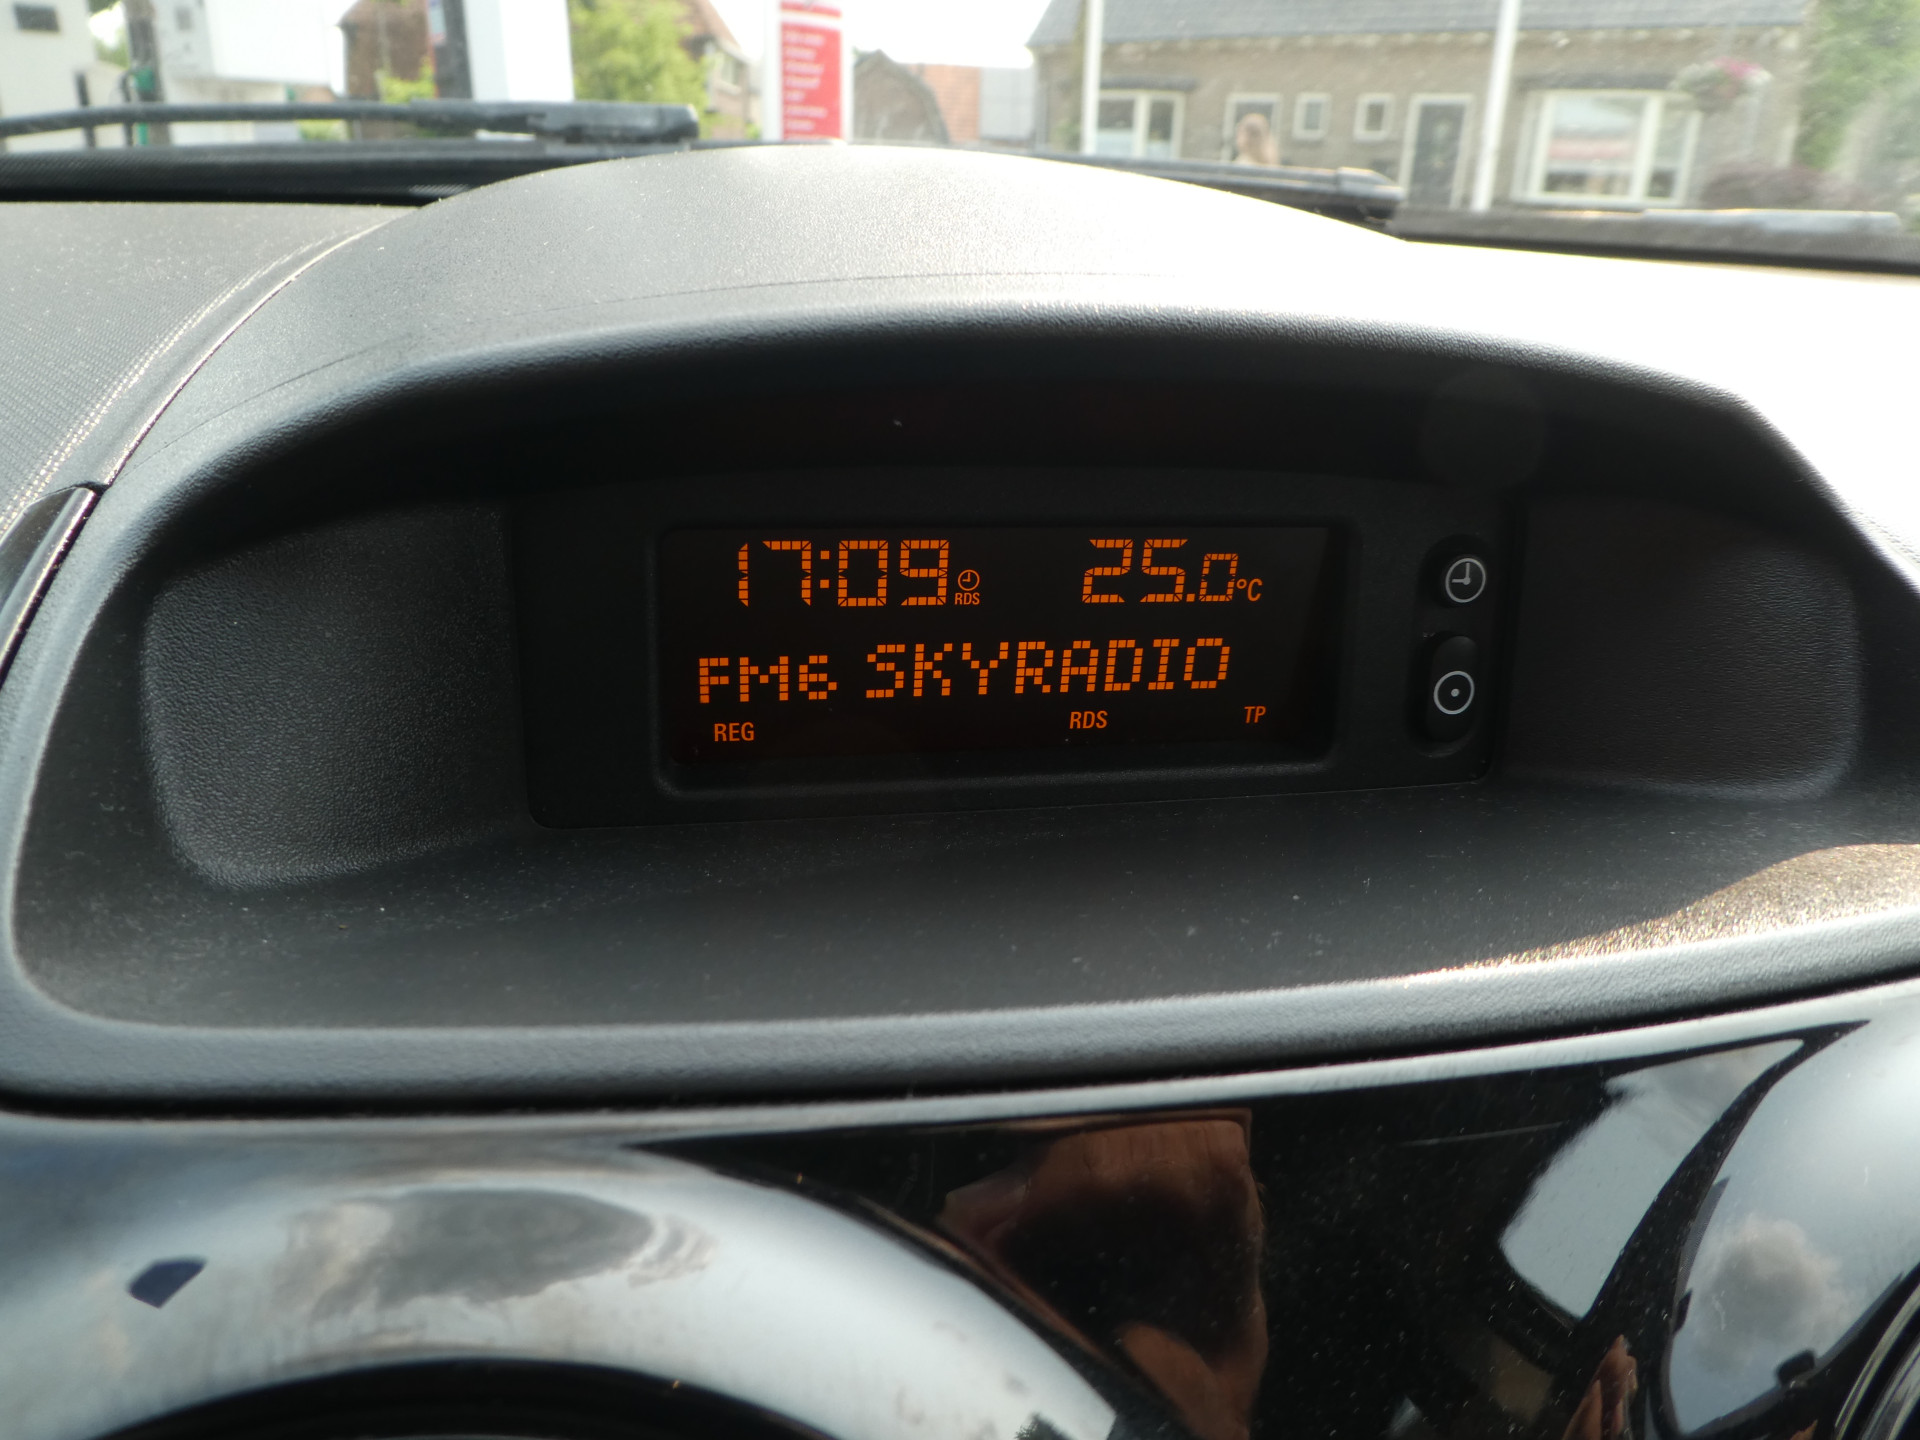 17:09 RDS 25.0°C
FM6 SKYRADIO
REG RDS TP